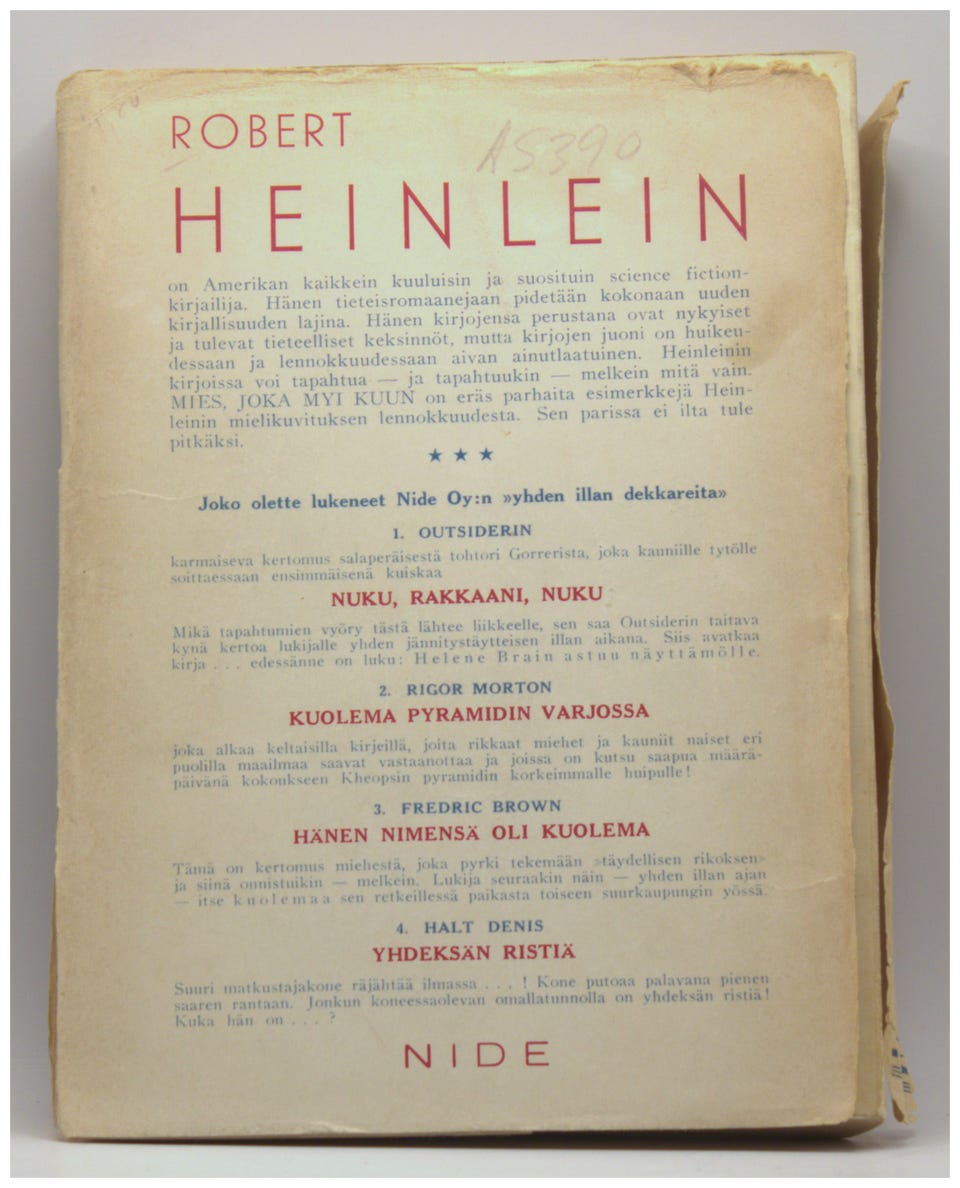 ROBERT
AS390
HEINLEIN
on Amerikan kaikkein kuuluisin ja suosituin science fiction-
kirjailija. Hänen tieteisromaanejaan pidetään kokonaan uuden
kirjallisuuden lajina. Hänen kirjojensa perustana ovat nykyiset
ja tulevat tieteelliset keksinnöt, mutta kirjojen juoni on huikeu-
dessaan ja lennokkuudessaan aivan ainutlaatuinen. Heinleinin
kirjoissa voi tapahtua — ja tapahtuukin — melkein mitä vain.
MIES, JOKA MYI KUUN on eräs parhaita esimerkkejä Hein-
leinin mielikuvituksen lennokkuudesta. Sen parissa ei ilta tule
pitkäksi.
★ ★ ★
Joko olette lukeneet Nide Oy:n »yhden illan dekkareita»
1. OUTSIDERIN
karmaiseva kertomus salaperäisestä tohtori Gorrerista, joka kauniille tytölle
soittaessaan ensimmäisenä kuiskaa
NUKU, RAKKAANI, NUKU
Mikä tapahtumien vyöry tästä lähtee liikkeelle, sen saa Outsiderin taitava
kynä kertoa lukijalle yhden jännitystäytteisen illan aikana. Siis avatkaa
kirja . . . edessänne on luku: Helene Brain astuu näyttämölle.
2. RIGOR MORTON
KUOLEMA PYRAMIDIN VARJOSSA
joka alkaa keltaisilla kirjeillä, joita rikkaat miehet ja kauniit naiset eri
puolilla maailmaa saavat vastaanottaa ja joissa on kutsu saapua määrä-
päivänä kokoukseen Kheopsin pyramidin korkeimmalle huipulle!
3. FREDRIC BROWN
HÄNEN NIMENSÄ OLI KUOLEMA
Tämä on kertomus miehestä, joka pyrki tekemään »täydellisen rikoksen»
ja siinä onnistuikin — melkein. Lukija seuraakin näin — yhden illan ajan
— itse kuolemaa sen retkeillessä paikasta toiseen suurkaupungin yössä.
4. HALT DENIS
YHDEKSÄN RISTIÄ
Suuri matkustajakone räjähtää ilmassa . . . ! Kone putoaa palavana pienen
saaren rantaan. Jonkun koneessaolevan omallatunnolla on yhdeksän ristiä!
Kuka hän on . . . ?
NIDE